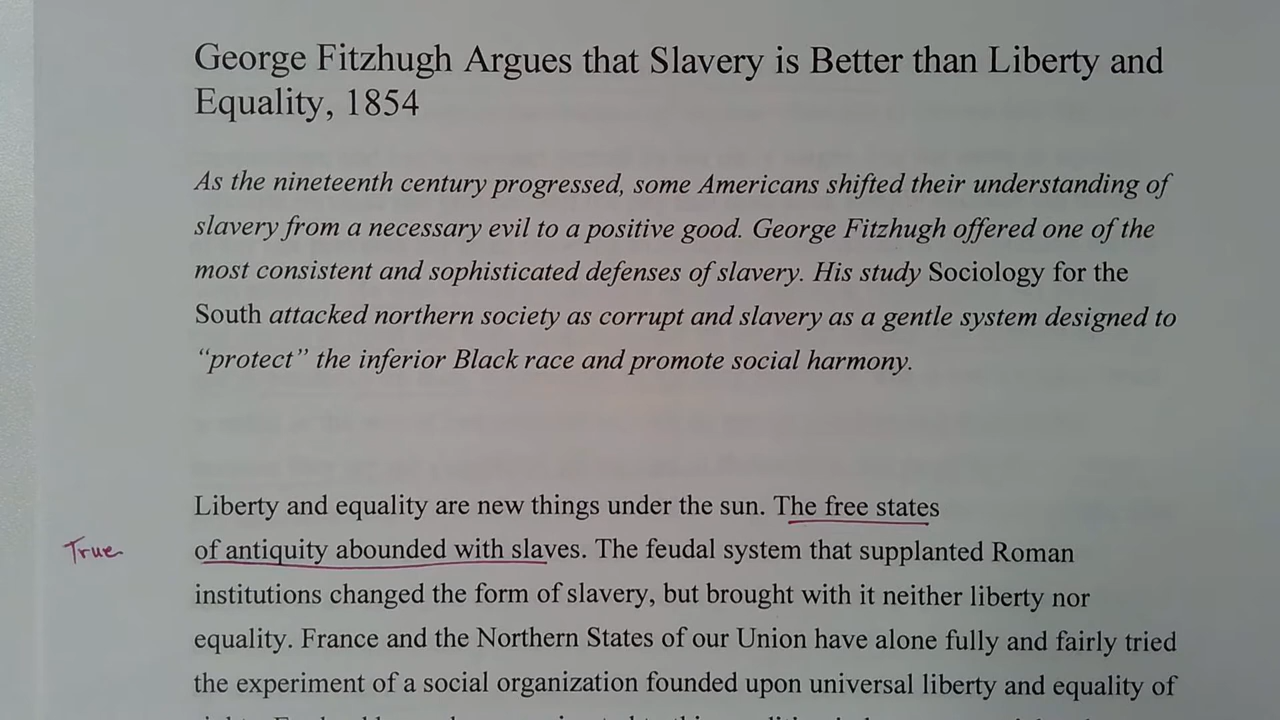 George Fitzhugh Argues that Slavery is Better than Liberty and
Equality, 1854
As the nineteenth century progressed, some Americans shifted their understanding of
slavery from a necessary evil to a positive good. George Fitzhugh offered one of the
most consistent and sophisticated defenses of slavery. His study Sociology for the
South attacked northern society as corrupt and slavery as a gentle system designed to
“protect” the inferior Black race and promote social harmony.
Liberty and equality are new things under the sun. The free states
True
of antiquity abounded with slaves. The feudal system that supplanted Roman
institutions changed the form of slavery, but brought with it neither liberty nor
equality. France and the Northern States of our Union have alone fully and fairly tried
the experiment of a social organization founded upon universal liberty and equality of